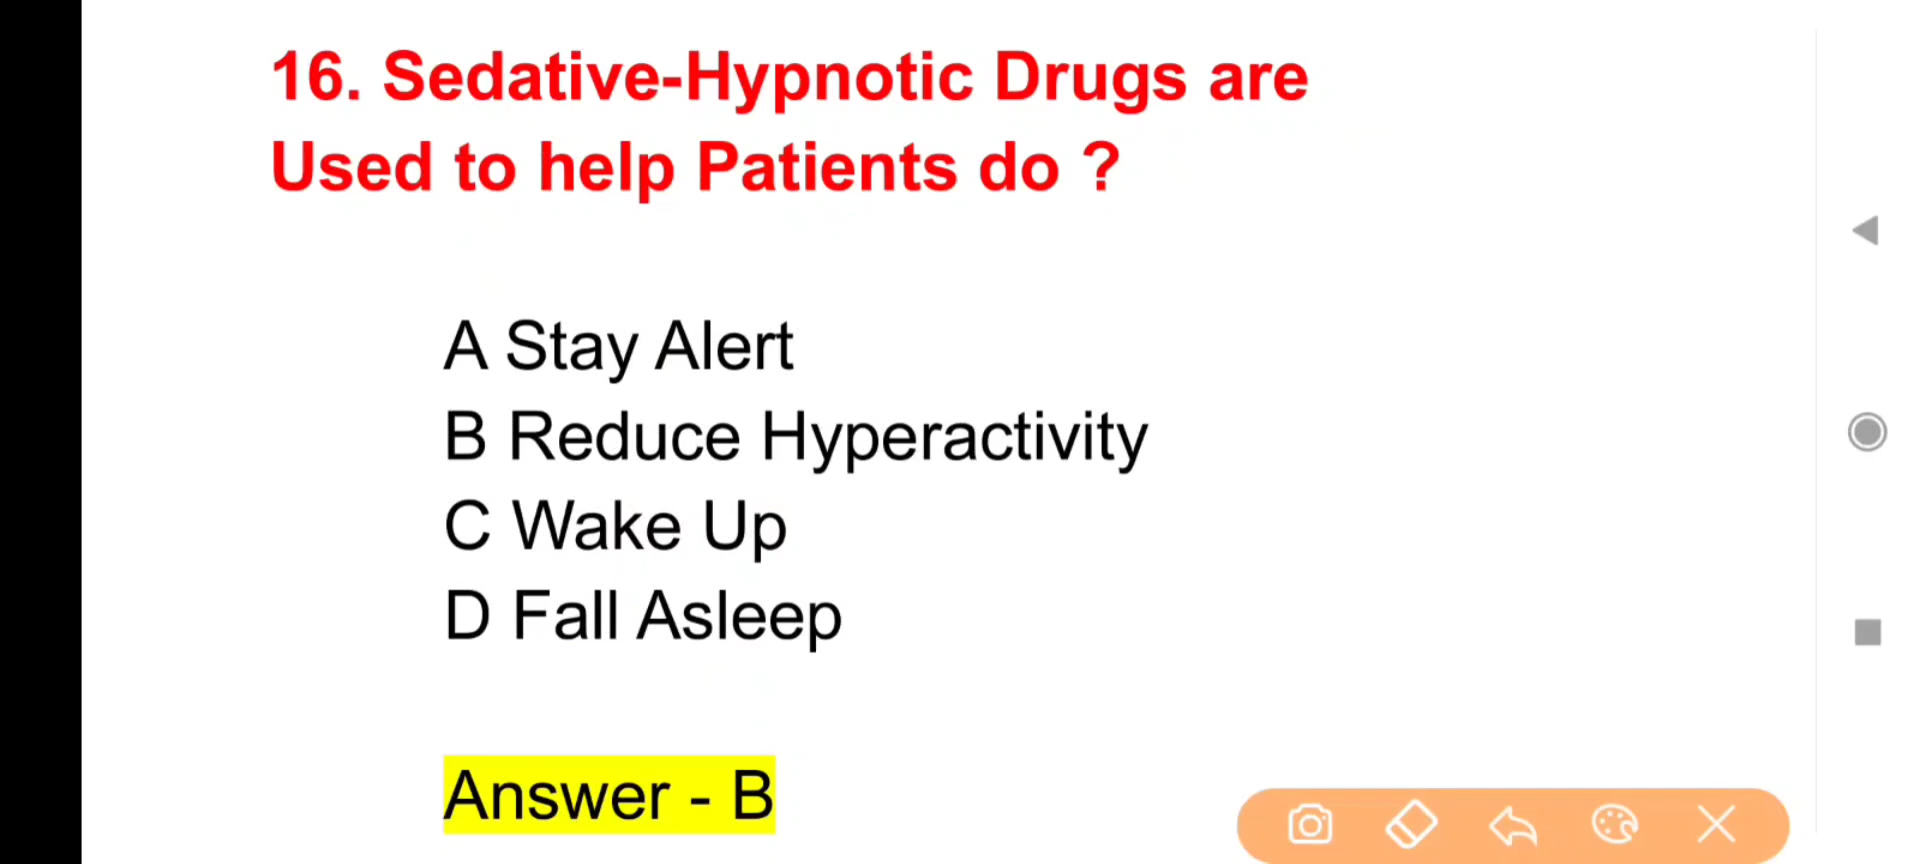 16. Sedative-Hypnotic Drugs are
Used to help Patients do ?
A Stay Alert
B Reduce Hyperactivity
C Wake Up
D Fall Asleep
Answer - B